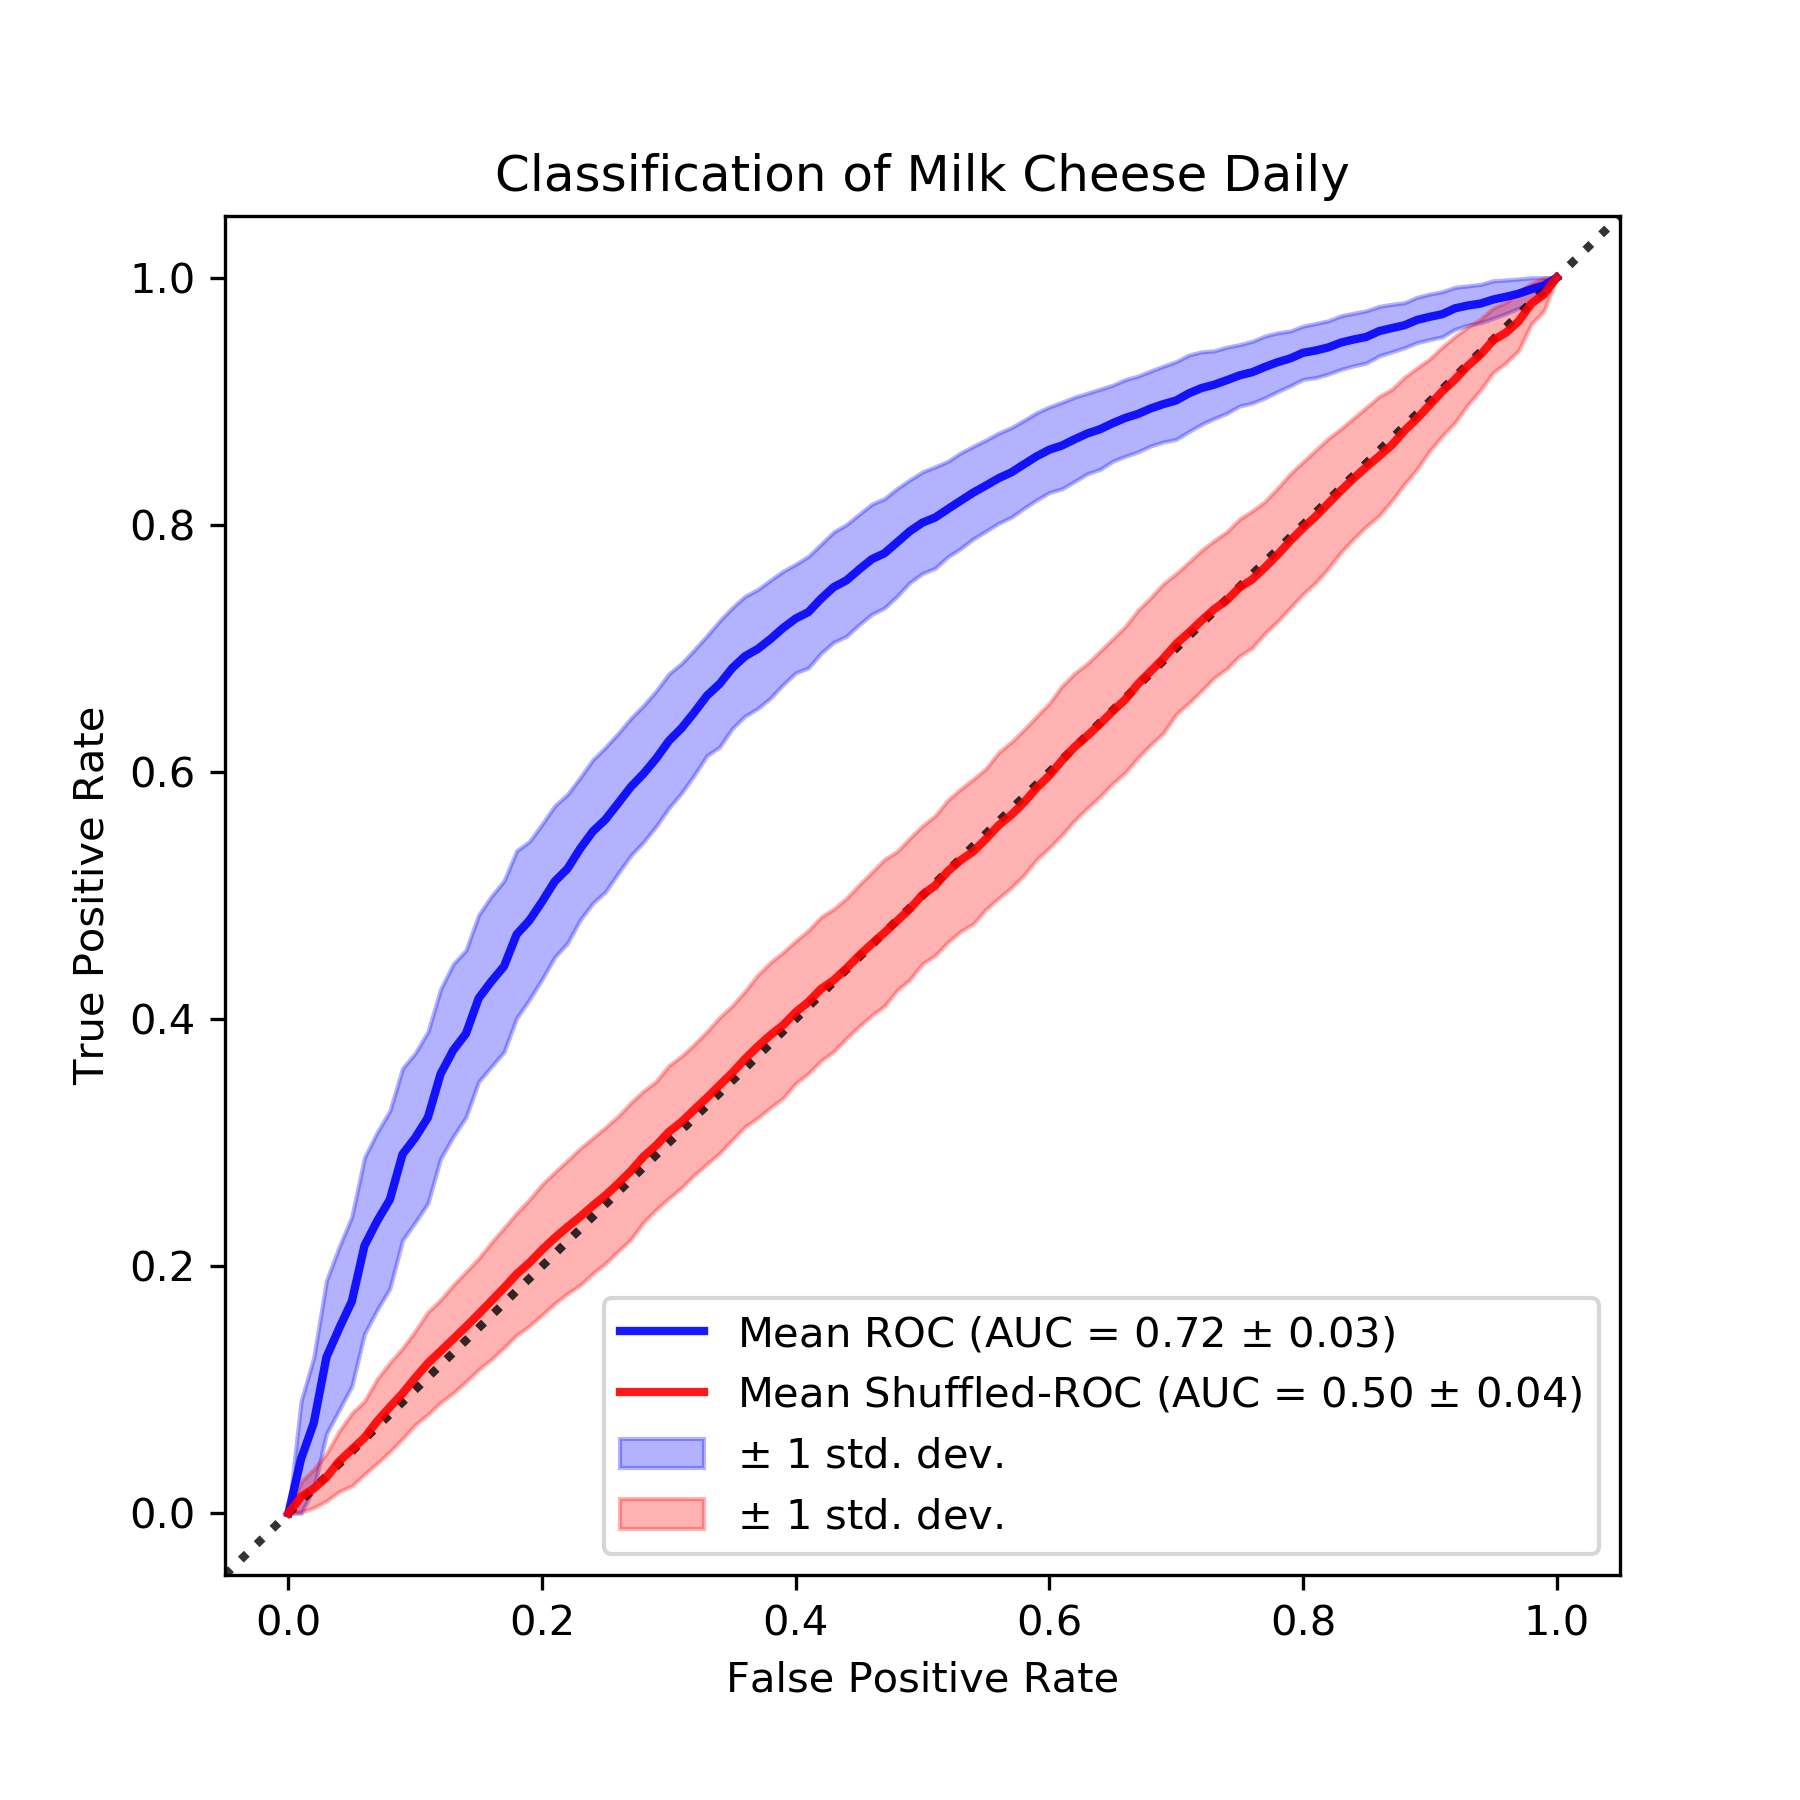 Classification of Milk Cheese Daily
True Positive Rate
1.0
0.8
0.6
0.4
0.2
0.0
Mean ROC (AUC = 0.72 ± 0.03)
Mean Shuffled-ROC (AUC = 0.50 ± 0.04)
± 1 std. dev.
± 1 std. dev.
0.0 0.2 0.4 0.6 0.8 1.0
False Positive Rate